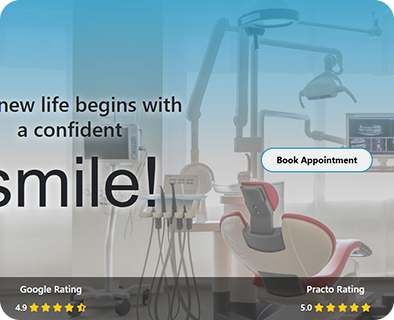 new life begins with
a confident
smile!
Book Appointment
Google Rating
4.9
Practo Rating
5.0